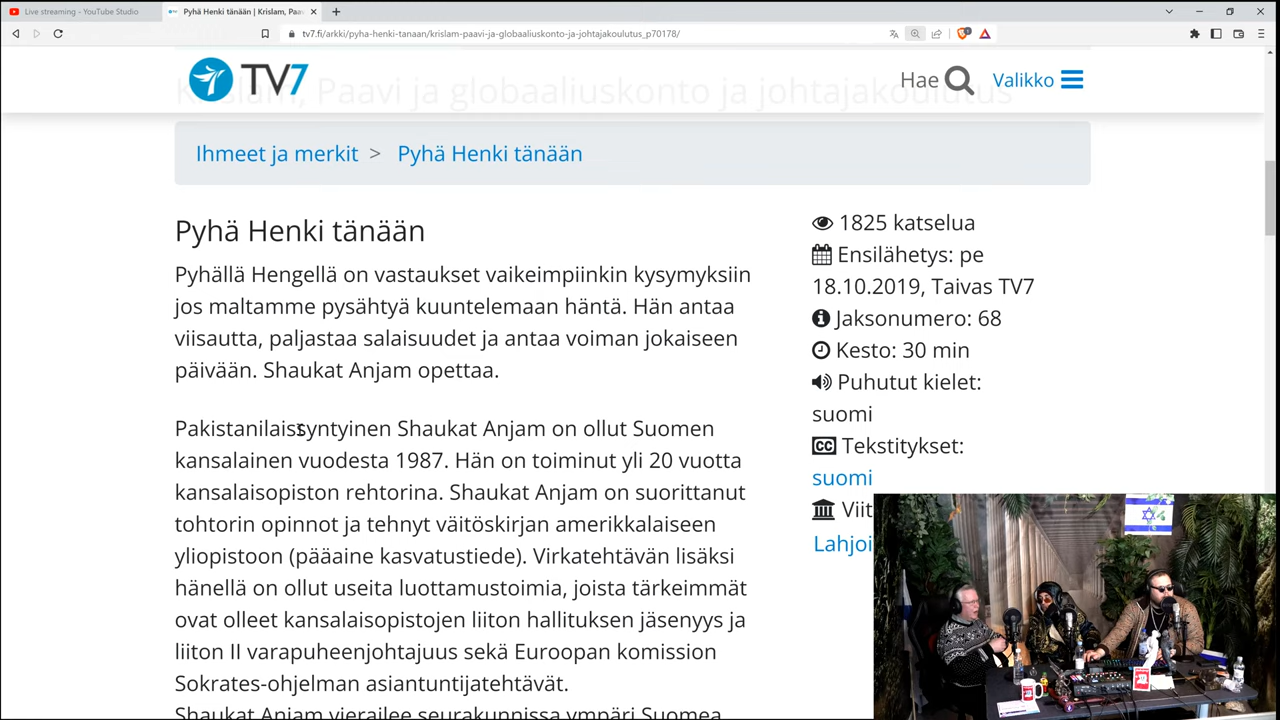 Live streaming - YouTube Studio
Pyhä Henki tänään | Krislam, Paav
tv7.fi/arkki/pyha-henki-tanaan/krislam-paavi-ja-globaaliuskonto-ja-johtajakoulutus_p70178/
Krislam, Paavi ja globaaliuskonto ja johtajakoulutus
TV7
Hae
Valikko
Ihmeet ja merkit > Pyhä Henki tänään
Pyhä Henki tänään
Pyhällä Hengellä on vastaukset vaikeimpiinkin kysymyksiin
jos maltamme pysähtyä kuuntelemaan häntä. Hän antaa
viisautta, paljastaa salaisuudet ja antaa voiman jokaiseen
päivään. Shaukat Anjam opettaa.
Pakistanilaissyntyinen Shaukat Anjam on ollut Suomen
kansalainen vuodesta 1987. Hän on toiminut yli 20 vuotta
kansalaisopiston rehtorina. Shaukat Anjam on suorittanut
tohtorin opinnot ja tehnyt väitöskirjan amerikkalaiseen
yliopistoon (pääaine kasvatustiede). Virkatehtävän lisäksi
hänellä on ollut useita luottamustoimia, joista tärkeimmät
ovat olleet kansalaisopistojen liiton hallituksen jäsenyys ja
liiton II varapuheenjohtajuus sekä Euroopan komission
Sokrates-ohjelman asiantuntijatehtävät.
Shaukat Anjam vierailee seurakunnissa ympäri Suomea
1825 katselua
Ensilähetys: pe
18.10.2019, Taivas TV7
Jaksonumero: 68
Kesto: 30 min
Puhutut kielet:
suomi
CC Tekstitykset:
suomi
Viit
Lahjoi